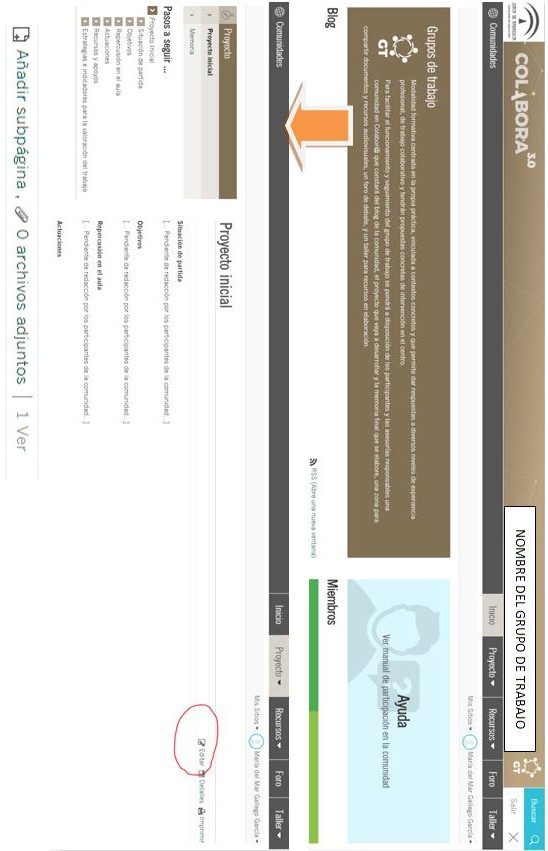 JUNTA DE ANDALUCÍA
COLABORA 3.0
NOMBRE DEL GRUPO DE TRABAJO
GT
Buscar
Salir
Comunidades
Inicio
Proyecto
Recursos
Foro
Taller
Mis Sitios
María del Mar Gallego García
Grupos de trabajo
GT
Modalidad formativa centrada en la propia práctica, vinculada a contextos concretos y que permite dar respuestas a diversos niveles de experiencia
profesional, de trabajo colaborativo y tendrán propuestas concretas de intervención en el centro.
Para facilitar el funcionamiento y seguimiento del grupo de trabajo se pondrá a disposición de los participantes y las asesorías responsables una
comunidad en Colabor@ que constará del blog de la comunidad, el proyecto que vaya a desarrollar y la memoria final que se elabore, una zona para
compartir documentos y recursos audiovisuales, un foro de debate, y un taller para recursos en elaboración.
Ayuda
Ver manual de participación en la comunidad
Blog
RSS (Abre una nueva ventana)
Miembros
Comunidades
Inicio
Proyecto
Recursos
Foro
Taller
Mis Sitios
María del Mar Gallego García
Proyecto
Proyecto inicial
Memoria
Pasos a seguir ...
Proyecto Inicial
Situación de partida
Objetivos
Repercusión en el aula
Actuaciones
Recursos y apoyos
Estrategias e indicadores para la valoración del trabajo
Proyecto inicial
Editar Detalles Imprimir
Situación de partida
[... Pendiente de redacción por los participantes de la comunidad...]
Objetivos
[... Pendiente de redacción por los participantes de la comunidad...]
Repercusión en el aula
[... Pendiente de redacción por los participantes de la comunidad...]
Actuaciones
Añadir subpágina , 0 archivos adjuntos | 1 Ver